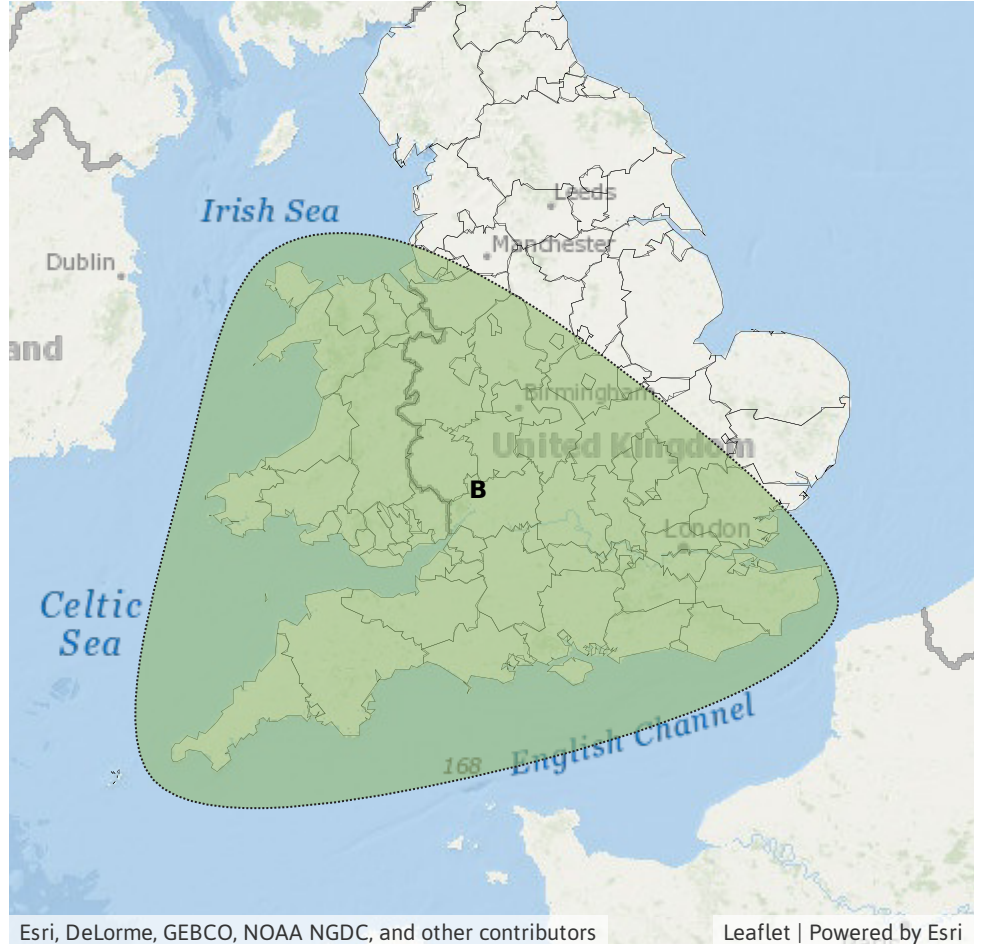 Leeds
Irish Sea
Manchester
Dublin
and
Birmingham
United Kingdom
B
London
Celtic
Sea
English Channel
168
Esri, DeLorme, GEBCO, NOAA NGDC, and other contributors
Leaflet | Powered by Esri